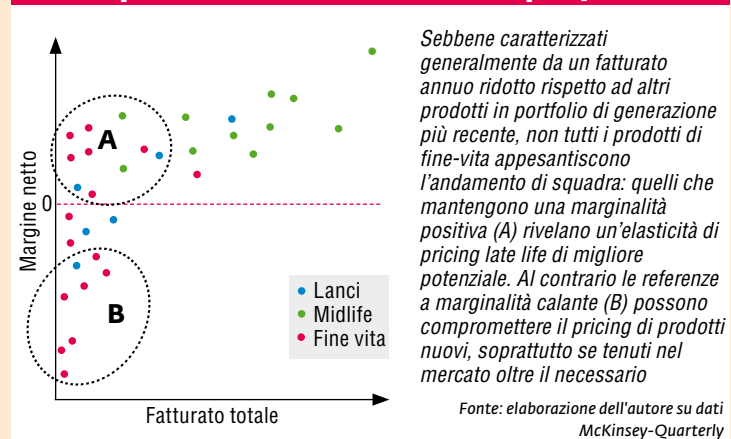 Sebbene caratterizzati
generalmente da un fatturato
annuo ridotto rispetto ad altri
prodotti in portfolio di generazione
più recente, non tutti i prodotti di
fine-vita appesantiscono
l'andamento di squadra: quelli che
mantengono una marginalità
positiva (A) rivelano un'elasticità di
pricing late life di migliore
potenziale. Al contrario le referenze
a marginalità calante (B) possono
compromettere il pricing di prodotti
nuovi, soprattutto se tenuti nel
mercato oltre il necessario
Fonte: elaborazione dell'autore su dati
McKinsey-Quarterly
Margine netto
0
A
B
Lanci
Midlife
Fine vita
Fatturato totale